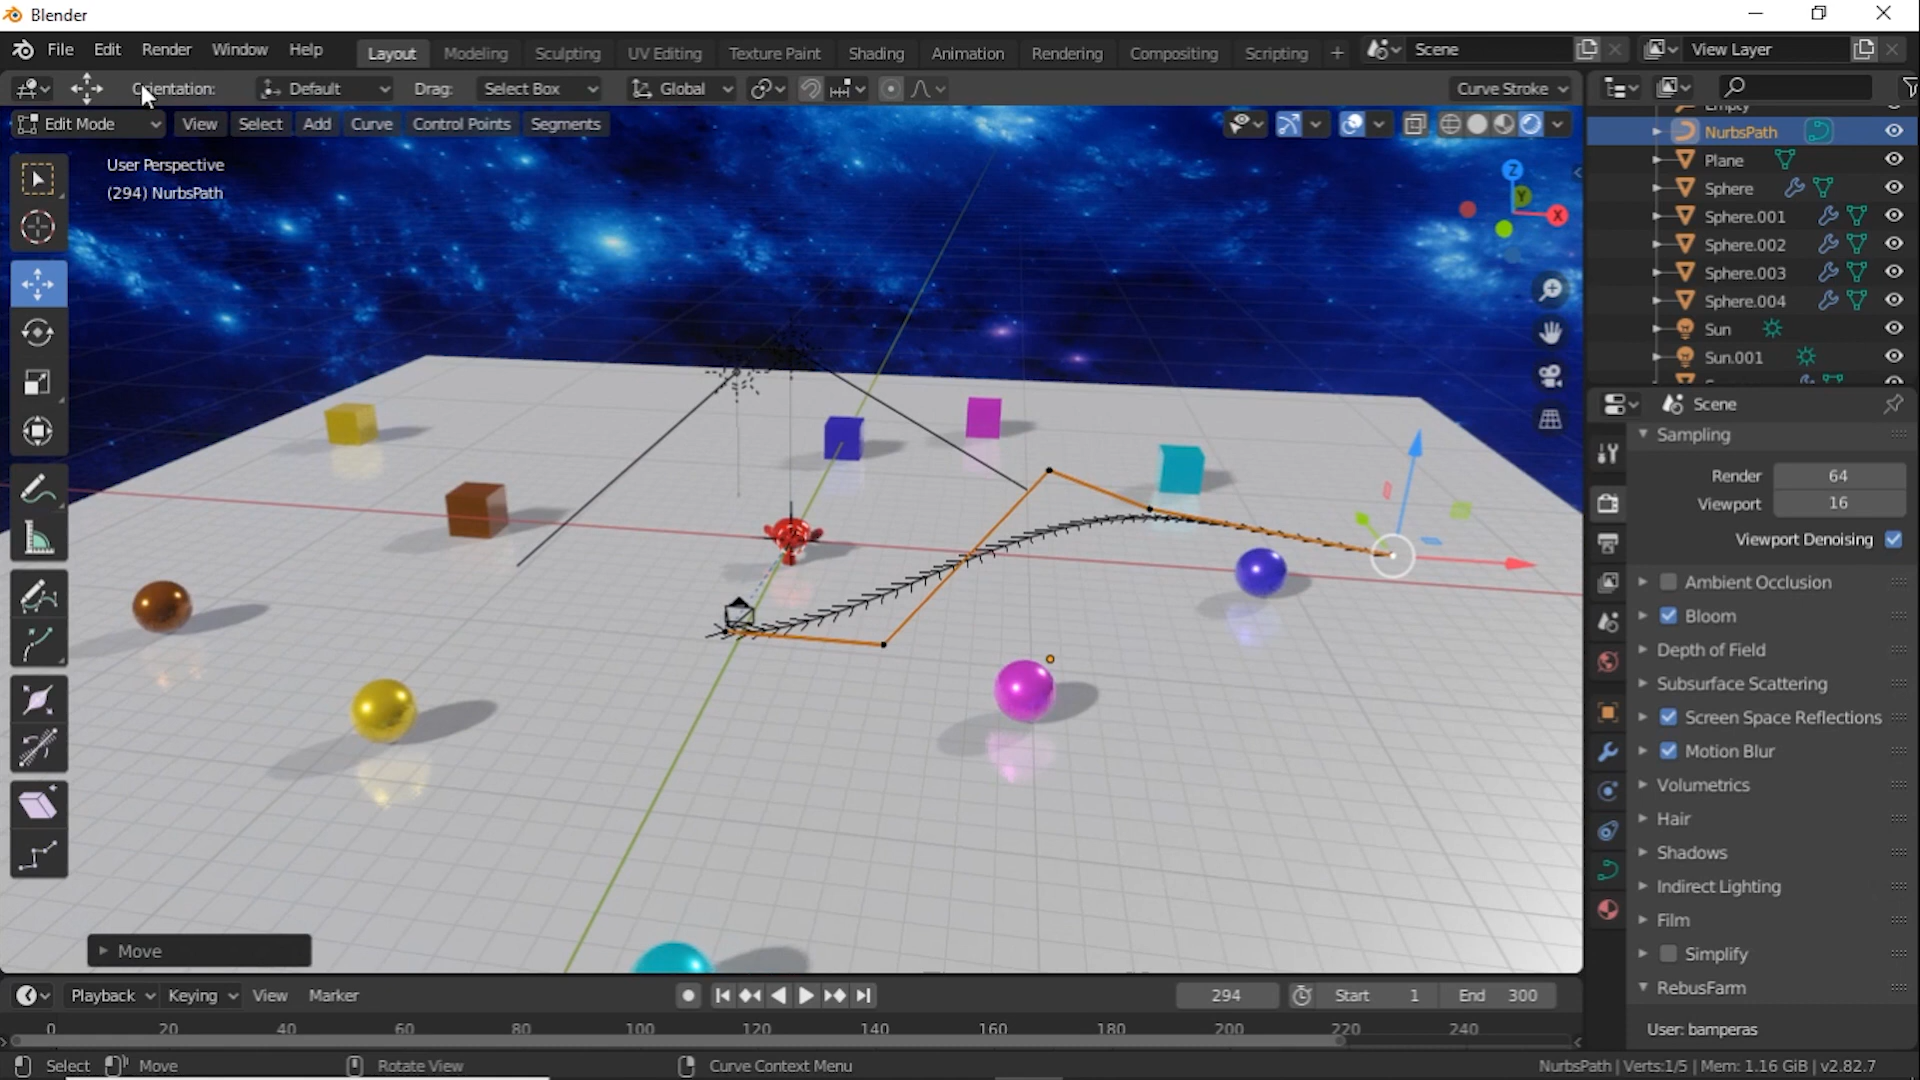 Blender
File Edit Render Window Help Layout Modeling Sculpting UV Editing Texture Paint Shading Animation Rendering Compositing Scripting + Scene View Layer
Orientation: Default Drag: Select Box Global Curve Stroke
Edit Mode View Select Add Curve Control Points Segments
User Perspective
(294) NurbsPath
Z
Y
X
Empty
NurbsPath
Plane
Sphere
Sphere.001
Sphere.002
Sphere.003
Sphere.004
Sun
Sun.001
Scene
Sampling
Render 64
Viewport 16
Viewport Denoising
Ambient Occlusion
Bloom
Depth of Field
Subsurface Scattering
Screen Space Reflections
Motion Blur
Volumetrics
Hair
Shadows
Indirect Lighting
Film
Simplify
RebusFarm
User: bamperas
Move
Playback Keying View Marker 294 Start 1 End 300
0 20 40 60 80 100 120 140 160 180 200 220 240
Select Move Rotate View Curve Context Menu NurbsPath | Verts:1/5 | Mem: 1.16 GiB | v2.82.7